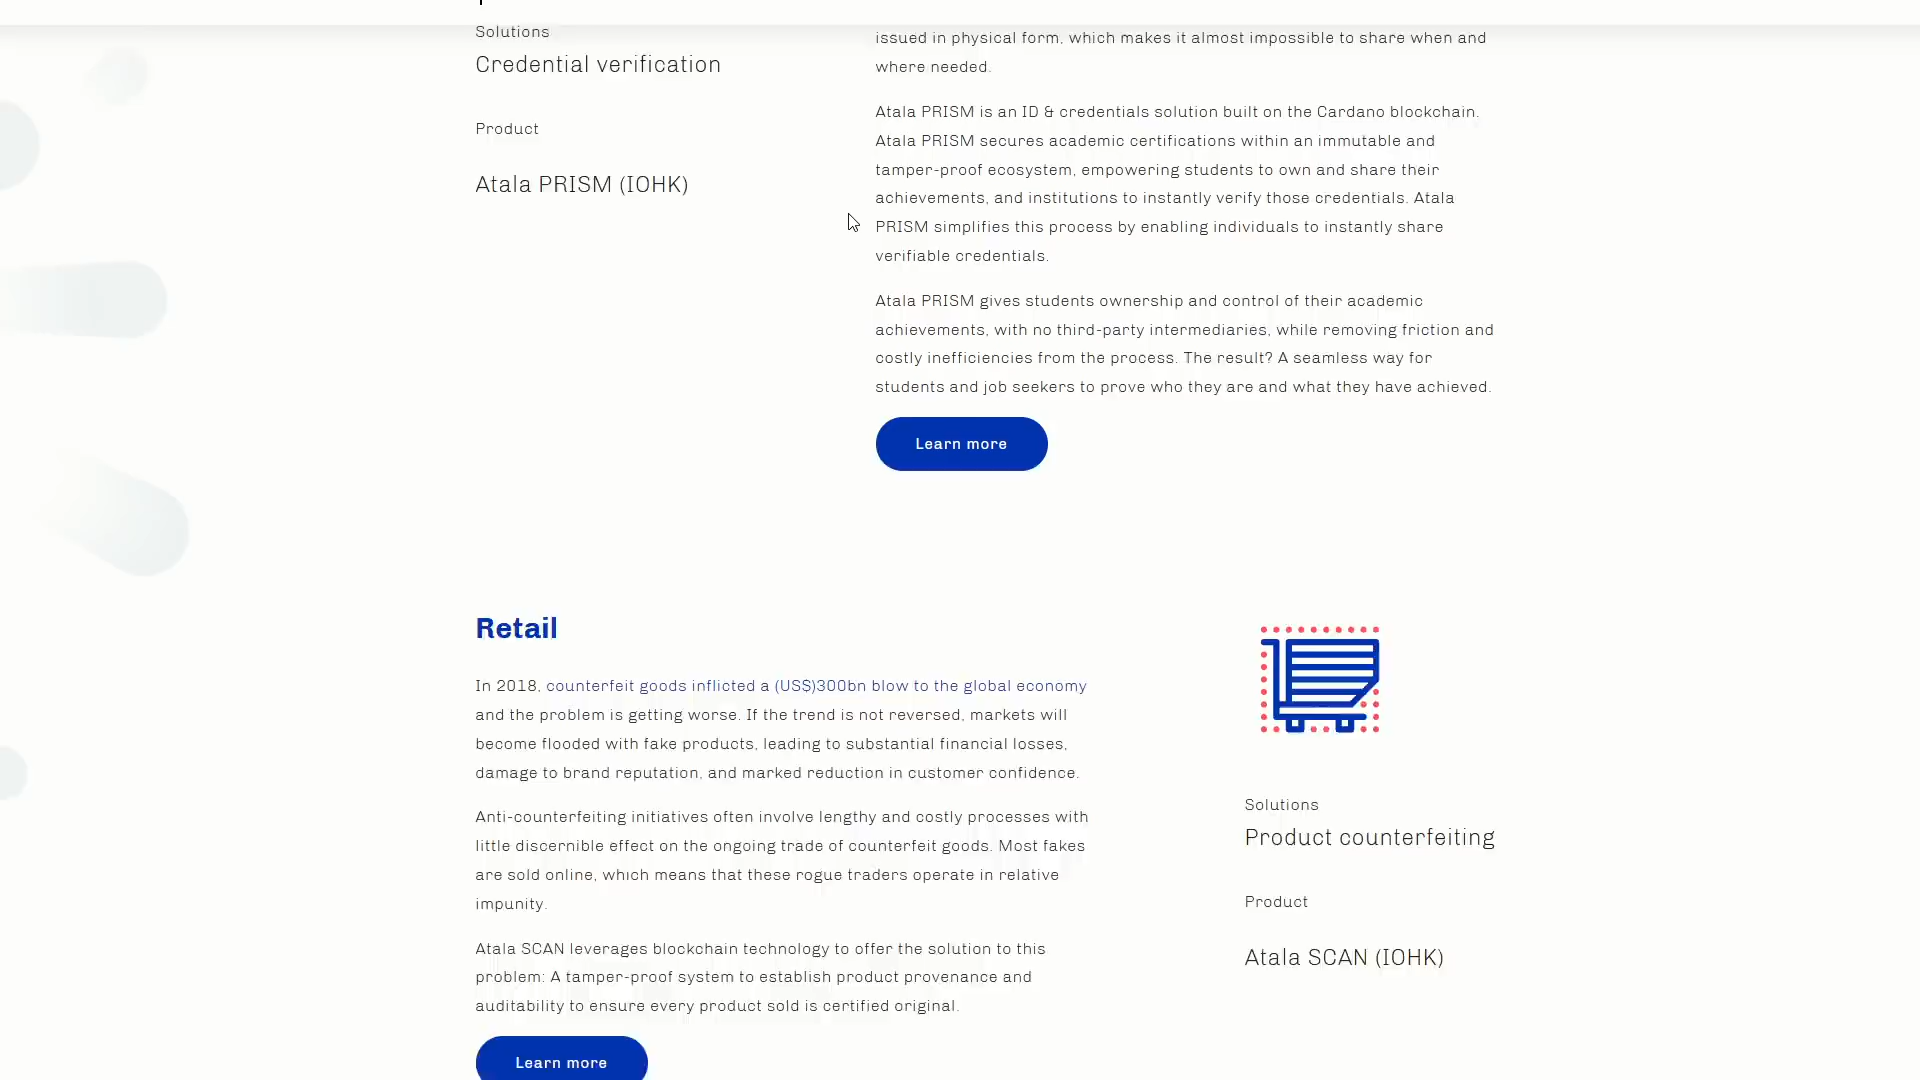 Solutions
Credential verification
Product
Atala PRISM (IOHK)
issued in physical form, which makes it almost impossible to share when and
where needed.
Atala PRISM is an ID & credentials solution built on the Cardano blockchain.
Atala PRISM secures academic certifications within an immutable and
tamper-proof ecosystem, empowering students to own and share their
achievements, and institutions to instantly verify those credentials. Atala
PRISM simplifies this process by enabling individuals to instantly share
verifiable credentials.
Atala PRISM gives students ownership and control of their academic
achievements, with no third-party intermediaries, while removing friction and
costly inefficiencies from the process. The result? A seamless way for
students and job seekers to prove who they are and what they have achieved.
Learn more
Retail
In 2018, counterfeit goods inflicted a (US$)300bn blow to the global economy
and the problem is getting worse. If the trend is not reversed, markets will
become flooded with fake products, leading to substantial financial losses,
damage to brand reputation, and marked reduction in customer confidence.
Anti-counterfeiting initiatives often involve lengthy and costly processes with
little discernible effect on the ongoing trade of counterfeit goods. Most fakes
are sold online, which means that these rogue traders operate in relative
impunity.
Atala SCAN leverages blockchain technology to offer the solution to this
problem: A tamper-proof system to establish product provenance and
auditability to ensure every product sold is certified original.
Learn more
Solutions
Product counterfeiting
Product
Atala SCAN (IOHK)